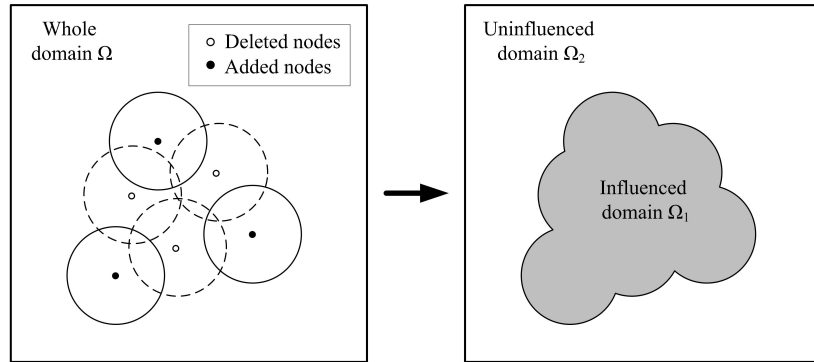 Whole
domain Ω
Deleted nodes
Added nodes
Uninfluenced
domain Ω₂
Influenced
domain Ω₁